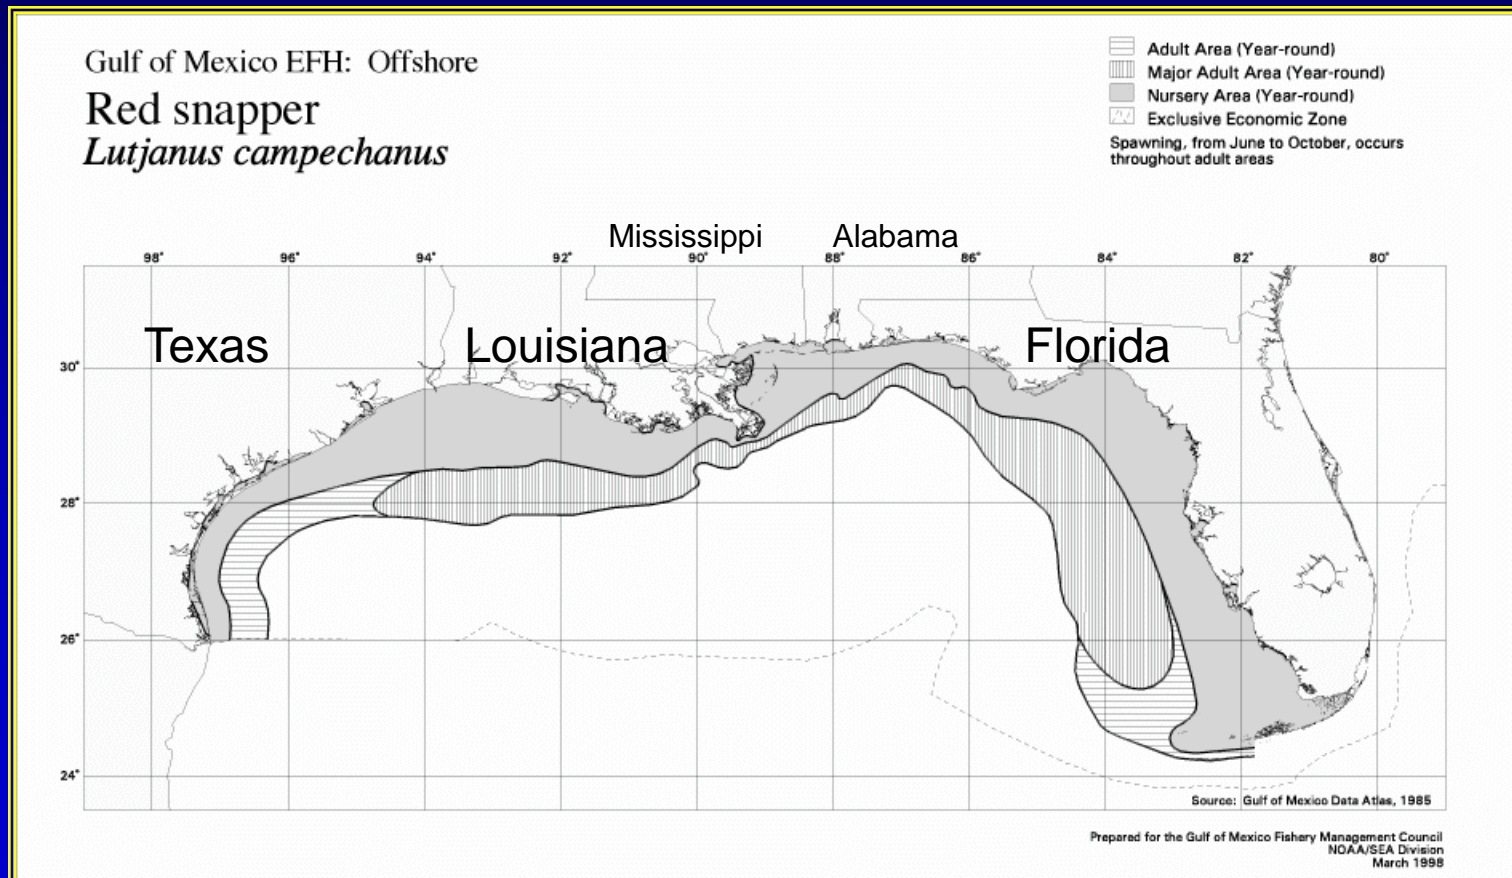 Gulf of Mexico EFH: Offshore
Red snapper
Lutjanus campechanus
Adult Area (Year-round)
Major Adult Area (Year-round)
Nursery Area (Year-round)
Exclusive Economic Zone
Spawning, from June to October, occurs
throughout adult areas
Mississippi Alabama
98° 96° 94° 92° 90° 88° 86° 84° 82° 80°
Texas Louisiana Florida
30°
28°
26°
24°
Source: Gulf of Mexico Data Atlas, 1985
Prepared for the Gulf of Mexico Fishery Management Council
NOAA/SEA Division
March 1998